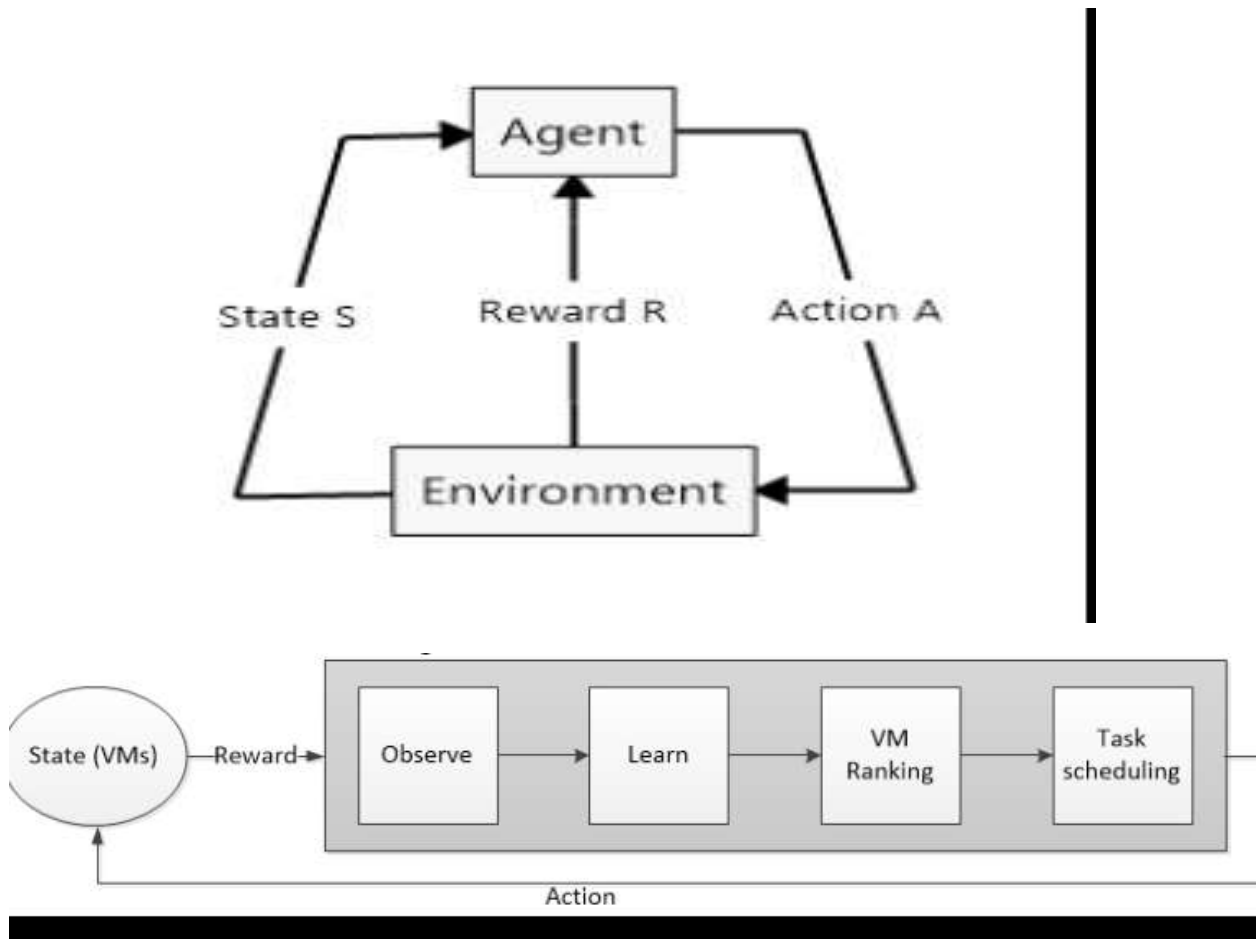 Agent
State S
Reward R
Action A
Environment
State (VMs)
Reward
Observe
Learn
VM
Ranking
Task
scheduling
Action